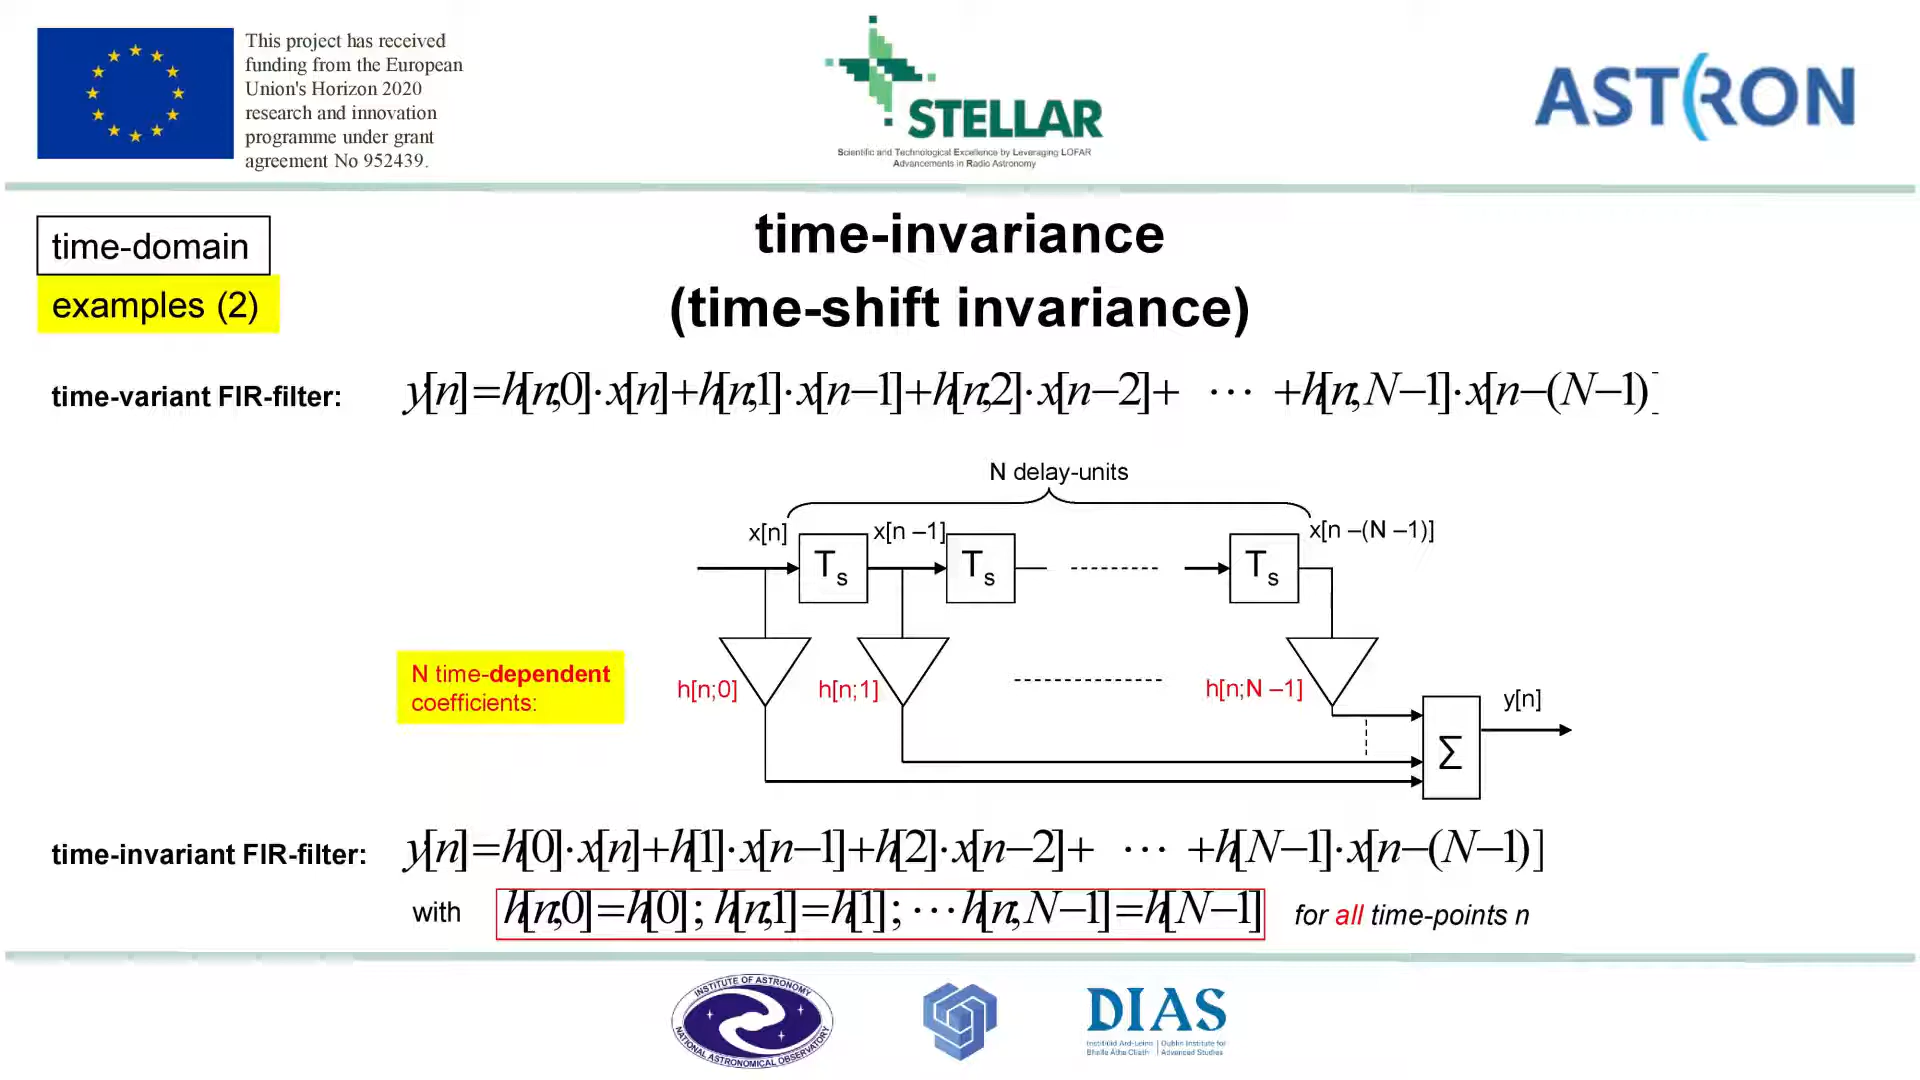 This project has received
funding from the European
Union's Horizon 2020
research and innovation
programme under grant
agreement No 952439.
STELLAR
Scientific and Technological Excellence by Leveraging LOFAR
Advancements in Radio Astronomy
ASTRON
time-domain
examples (2)
time-invariance
(time-shift invariance)
time-variant FIR-filter: y[n]=h[n;0]·x[n]+h[n;1]·x[n−1]+h[n;2]·x[n−2]+ ⋯ +h[n;N−1]·x[n−(N−1)]
N delay-units
x[n] x[n –1] x[n –(N –1)]
Ts Ts Ts
N time-dependent
coefficients:
h[n;0] h[n;1] h[n;N –1]
y[n]
Σ
time-invariant FIR-filter: y[n]=h[0]·x[n]+h[1]·x[n−1]+h[2]·x[n−2]+ ⋯ +h[N−1]·x[n−(N−1)]
with h[n;0]=h[0]; h[n;1]=h[1]; ⋯h[n;N−1]=h[N−1] for all time-points n
INSTITUTE OF ASTRONOMY
NATIONAL ASTRONOMICAL OBSERVATORY
DIAS
Institiúid Ard-Léinn | Dublin Institute for
Bhaile Átha Cliath | Advanced Studies